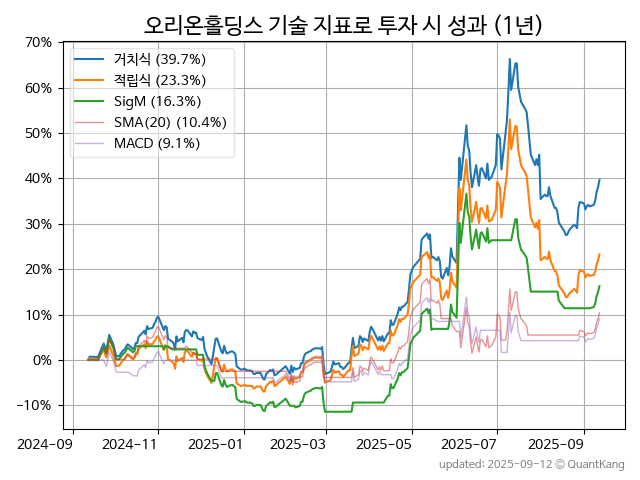 오리온홀딩스 기술 지표로 투자 시 성과 (1년)
70%
60%
50%
40%
30%
20%
10%
0%
−10%
거치식 (39.7%)
적립식 (23.3%)
SigM (16.3%)
SMA(20) (10.4%)
MACD (9.1%)
2024-09
2024-11
2025-01
2025-03
2025-05
2025-07
2025-09
updated: 2025-09-12 © QuantKang